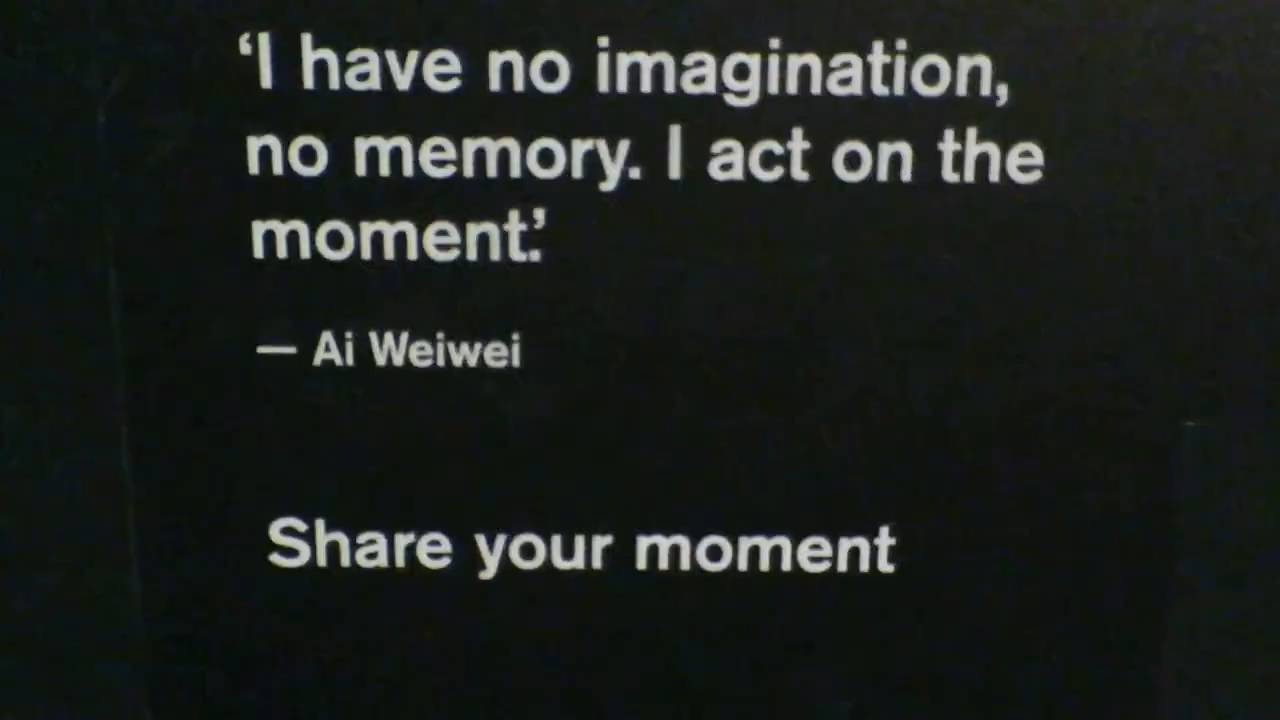 ‘I have no imagination,
no memory. I act on the
moment.’
— Ai Weiwei
Share your moment